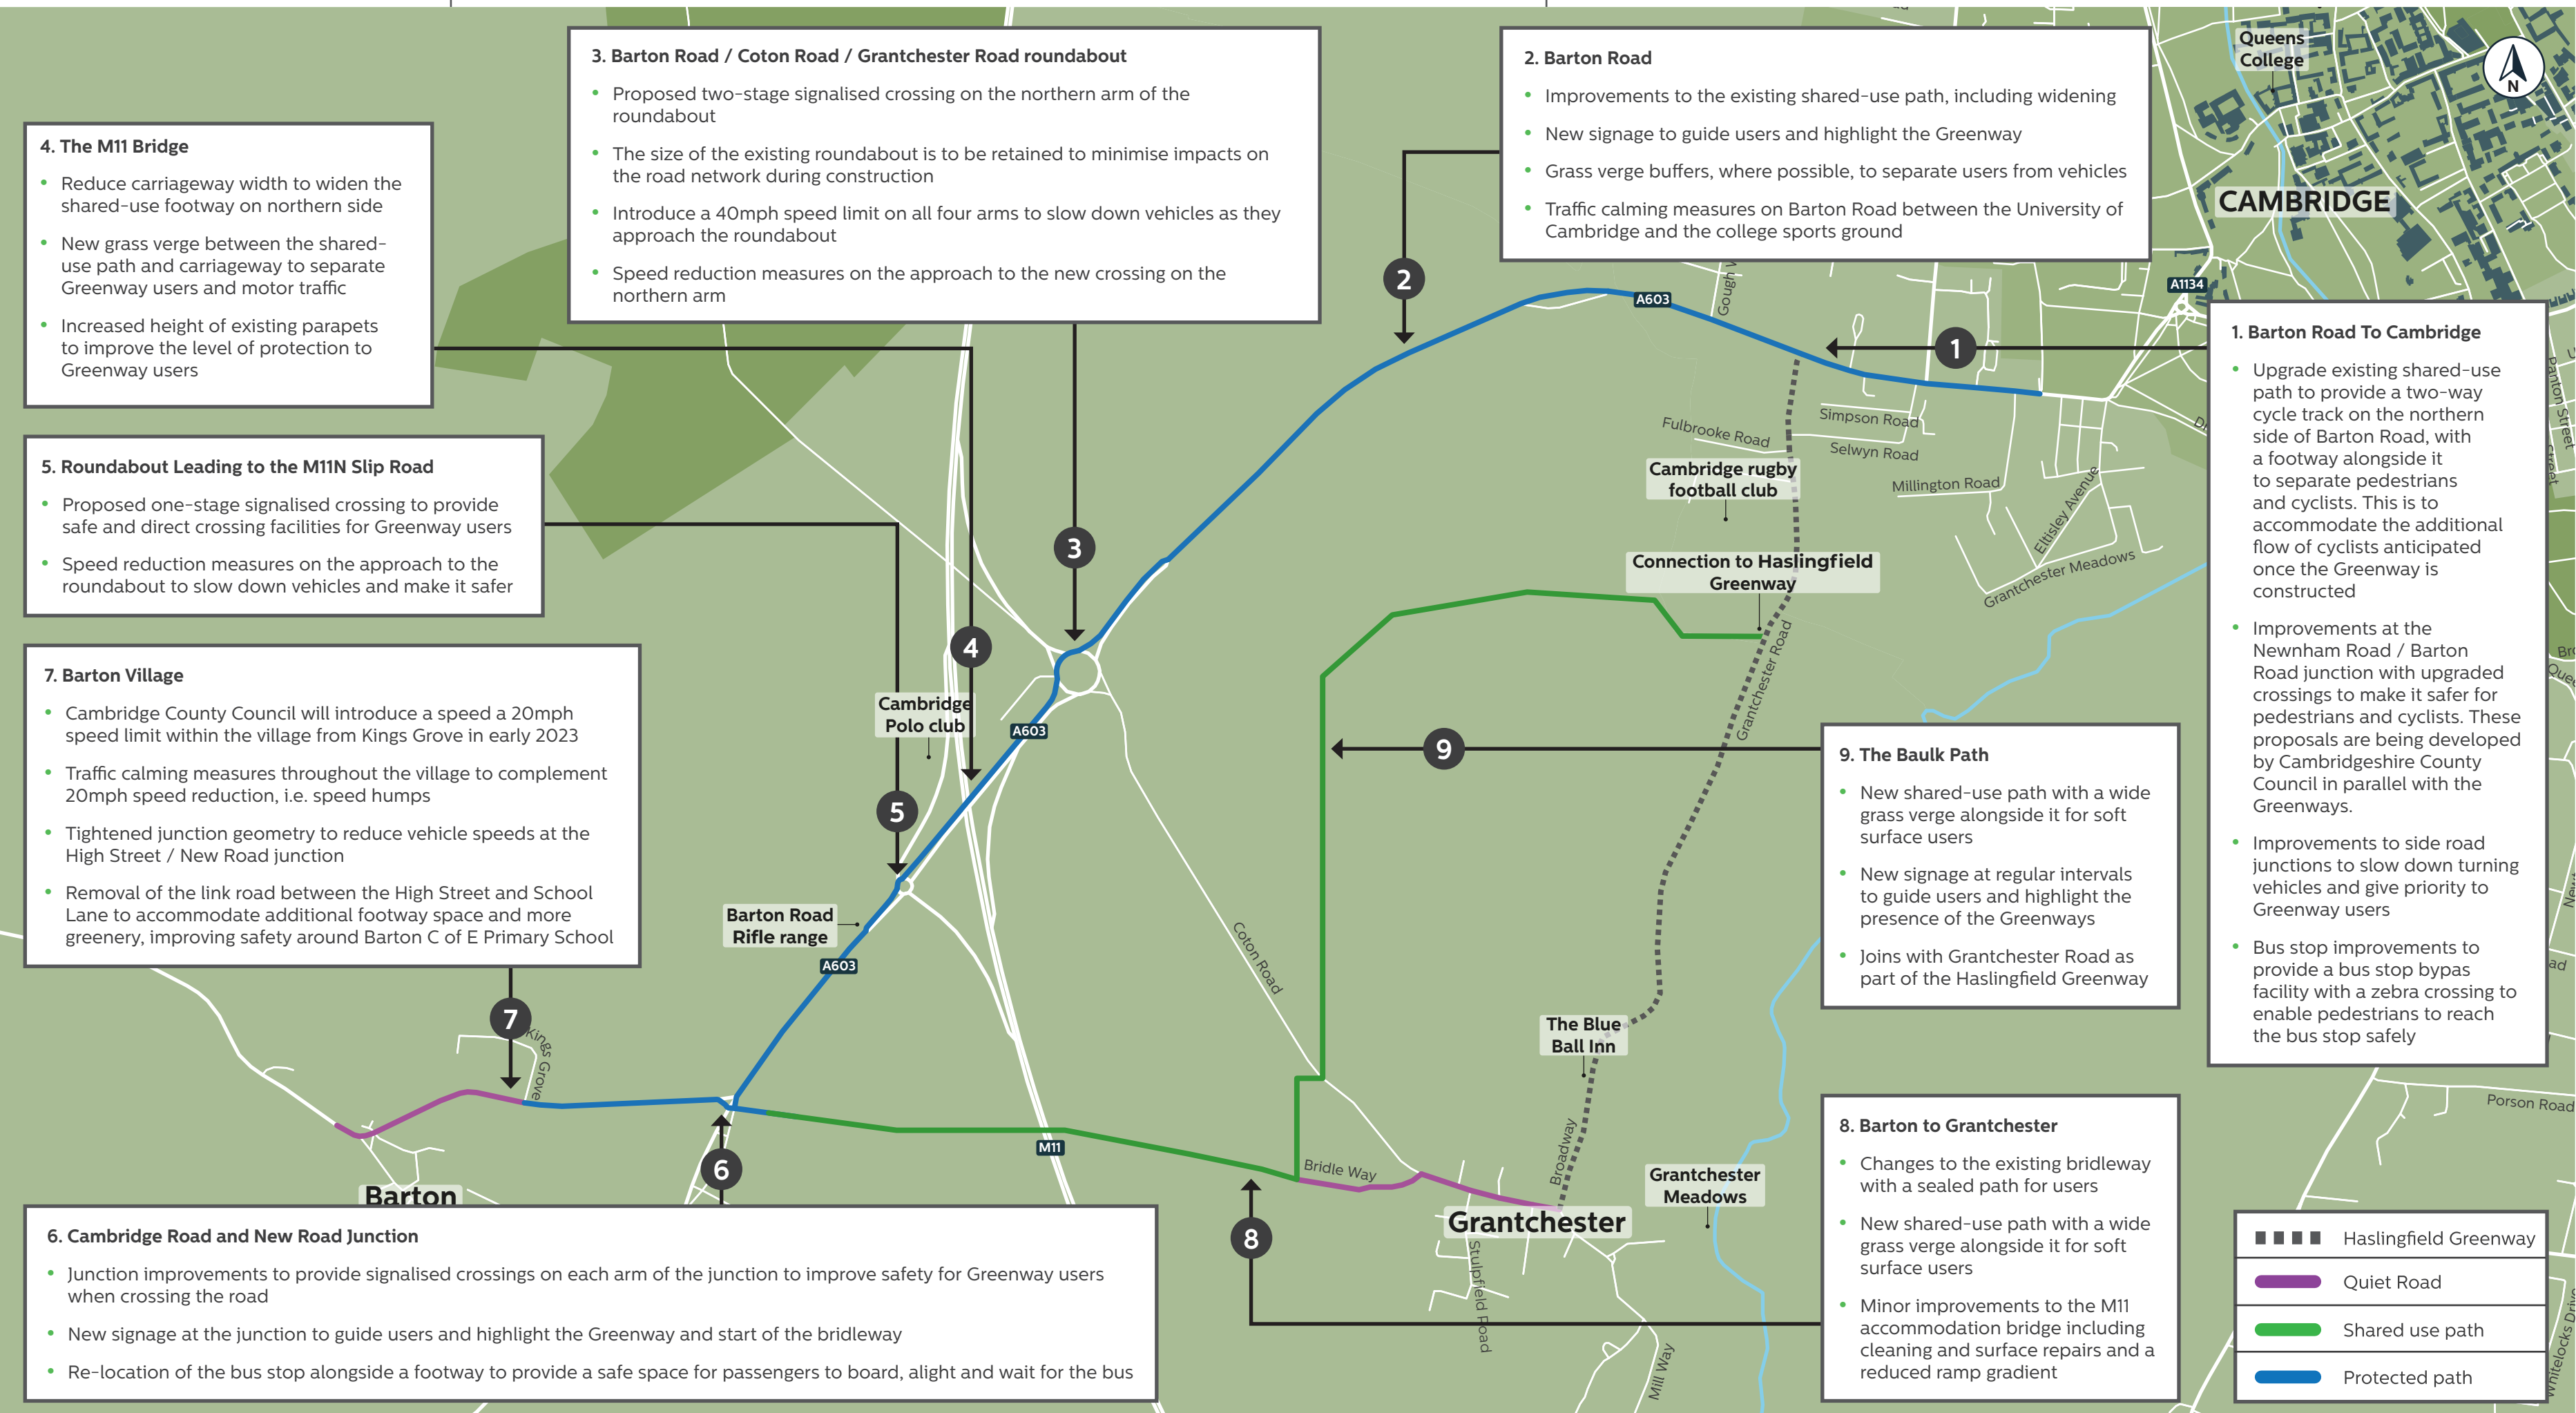 3. Barton Road / Coton Road / Grantchester Road roundabout
• Proposed two-stage signalised crossing on the northern arm of the
roundabout
• The size of the existing roundabout is to be retained to minimise impacts on
the road network during construction
• Introduce a 40mph speed limit on all four arms to slow down vehicles as they
approach the roundabout
• Speed reduction measures on the approach to the new crossing on the
northern arm
2. Barton Road
• Improvements to the existing shared-use path, including widening
• New signage to guide users and highlight the Greenway
• Grass verge buffers, where possible, to separate users from vehicles
• Traffic calming measures on Barton Road between the University of
Cambridge and the college sports ground
Queens
College
N
CAMBRIDGE
4. The M11 Bridge
• Reduce carriageway width to widen the
shared-use footway on northern side
• New grass verge between the shared-
use path and carriageway to separate
Greenway users and motor traffic
• Increased height of existing parapets
to improve the level of protection to
Greenway users
5. Roundabout Leading to the M11N Slip Road
• Proposed one-stage signalised crossing to provide
safe and direct crossing facilities for Greenway users
• Speed reduction measures on the approach to the
roundabout to slow down vehicles and make it safer
7. Barton Village
• Cambridge County Council will introduce a speed a 20mph
speed limit within the village from Kings Grove in early 2023
• Traffic calming measures throughout the village to complement
20mph speed reduction, i.e. speed humps
• Tightened junction geometry to reduce vehicle speeds at the
High Street / New Road junction
• Removal of the link road between the High Street and School
Lane to accommodate additional footway space and more
greenery, improving safety around Barton C of E Primary School
1. Barton Road To Cambridge
• Upgrade existing shared-use
path to provide a two-way
cycle track on the northern
side of Barton Road, with
a footway alongside it
to separate pedestrians
and cyclists. This is to
accommodate the additional
flow of cyclists anticipated
once the Greenway is
constructed
• Improvements at the
Newnham Road / Barton
Road junction with upgraded
crossings to make it safer for
pedestrians and cyclists. These
proposals are being developed
by Cambridgeshire County
Council in parallel with the
Greenways.
• Improvements to side road
junctions to slow down turning
vehicles and give priority to
Greenway users
• Bus stop improvements to
provide a bus stop bypas
facility with a zebra crossing to
enable pedestrians to reach
the bus stop safely
9. The Baulk Path
• New shared-use path with a wide
grass verge alongside it for soft
surface users
• New signage at regular intervals
to guide users and highlight the
presence of the Greenways
• Joins with Grantchester Road as
part of the Haslingfield Greenway
8. Barton to Grantchester
• Changes to the existing bridleway
with a sealed path for users
• New shared-use path with a wide
grass verge alongside it for soft
surface users
• Minor improvements to the M11
accommodation bridge including
cleaning and surface repairs and a
reduced ramp gradient
6. Cambridge Road and New Road Junction
• Junction improvements to provide signalised crossings on each arm of the junction to improve safety for Greenway users
when crossing the road
• New signage at the junction to guide users and highlight the Greenway and start of the bridleway
• Re-location of the bus stop alongside a footway to provide a safe space for passengers to board, alight and wait for the bus
Haslingfield Greenway
Quiet Road
Shared use path
Protected path
1
2
3
4
5
6
7
8
9
A603
A1134
A603
A603
M11
Gough
Simpson Road
Fulbrooke Road
Selwyn Road
Millington Road
Eltisley Avenue
Grantchester Meadows
Panton Street
Street
Cambridge rugby
football club
Connection to Haslingfield
Greenway
Grantchester Road
Cambridge
Polo club
Barton Road
Rifle range
Coton Road
The Blue
Ball Inn
Broadway
Kings Grove
Bridle Way
Grantchester
Meadows
Grantchester
Barton
Stulpfield Road
Mill Way
Porson Road
Whitelocks Drive